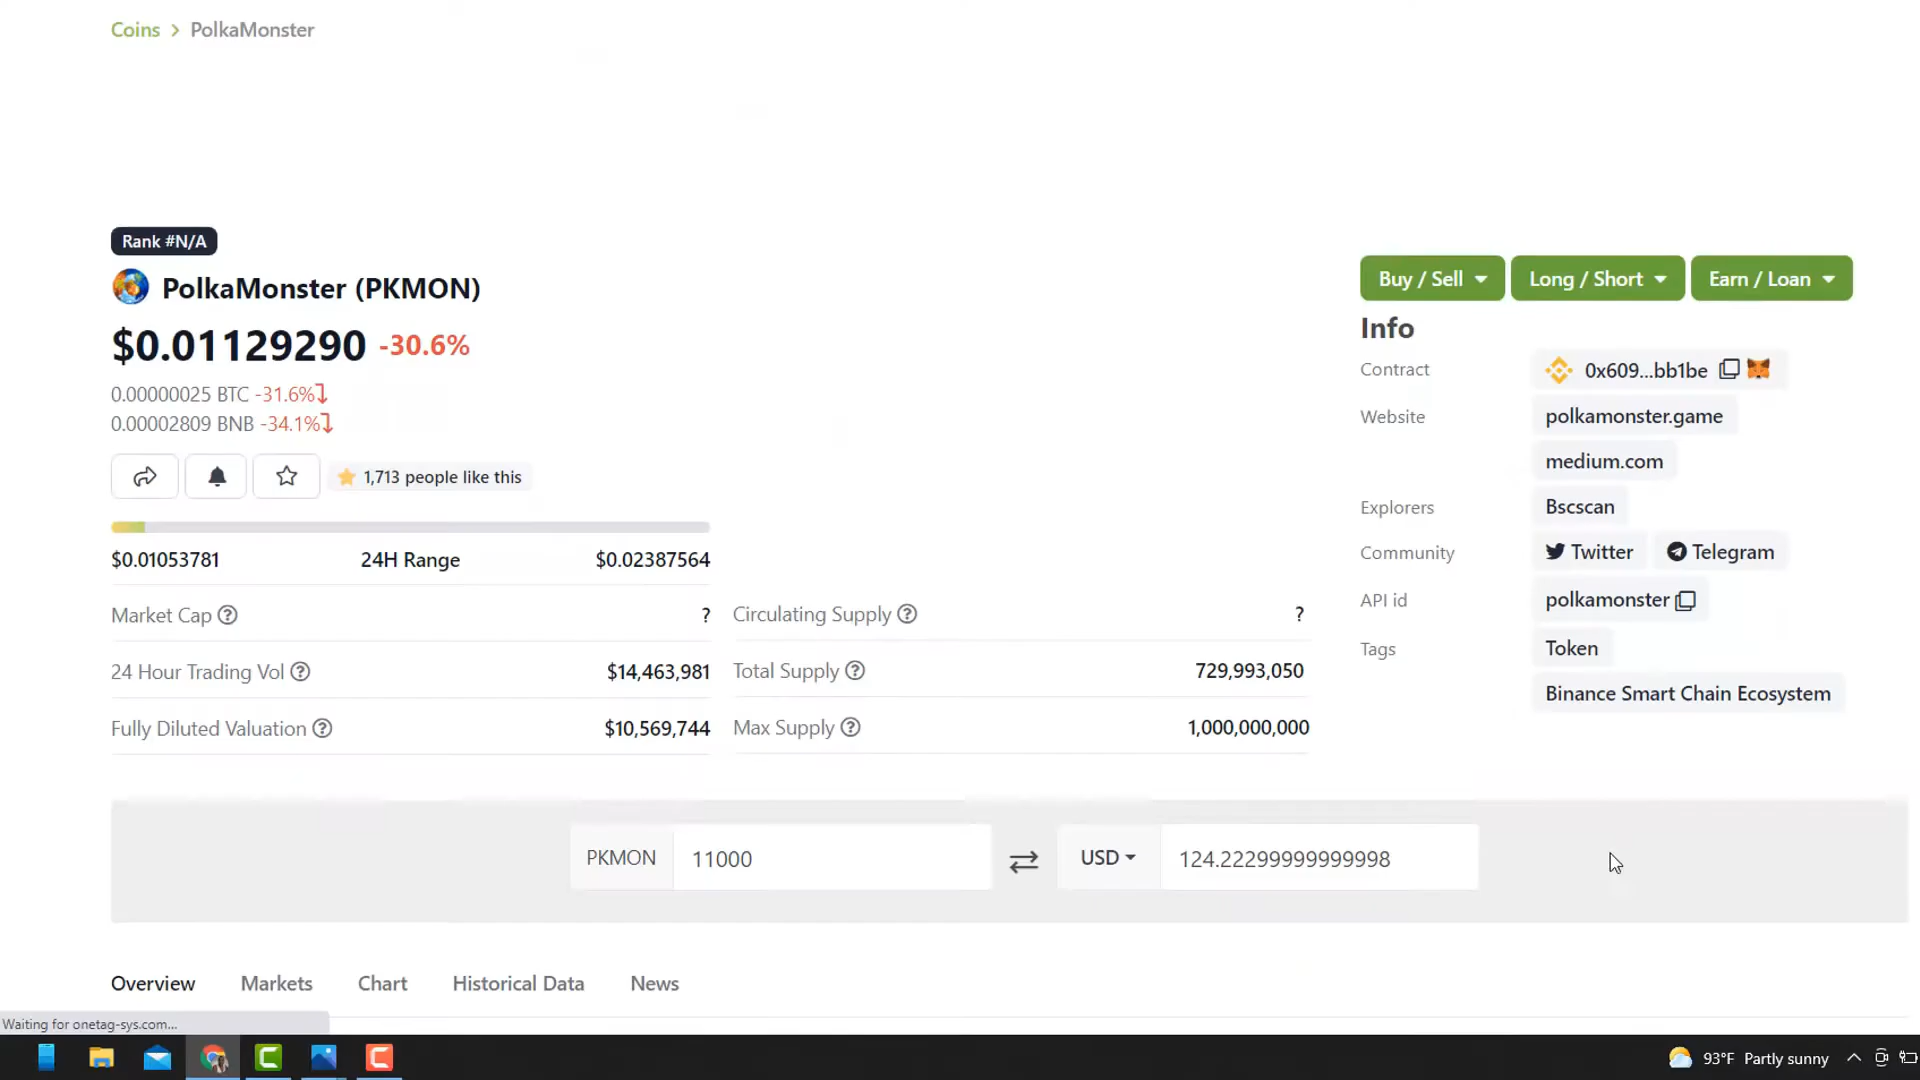 Coins > PolkaMonster
Rank #N/A
PolkaMonster (PKMON)
$0.01129290 -30.6%
0.00000025 BTC -31.6%
0.00002809 BNB -34.1%
1,713 people like this
$0.01053781 24H Range $0.02387564
Market Cap ?
24 Hour Trading Vol $14,463,981
Fully Diluted Valuation $10,569,744
Circulating Supply ?
Total Supply 729,993,050
Max Supply 1,000,000,000
Buy / Sell Long / Short Earn / Loan
Info
Contract 0x609...bb1be
Website polkamonster.game
medium.com
Explorers Bscscan
Community Twitter Telegram
API id polkamonster
Tags Token
Binance Smart Chain Ecosystem
PKMON 11000 USD 124.22299999999998
Overview Markets Chart Historical Data News
Waiting for onetag-sys.com...
93°F Partly sunny